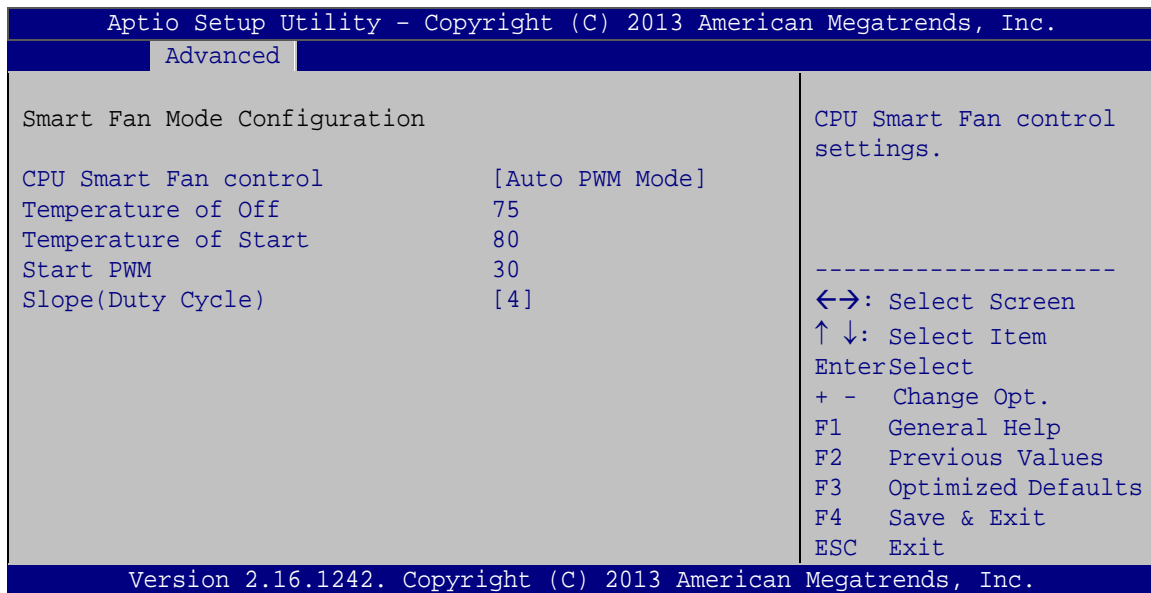 Aptio Setup Utility – Copyright (C) 2013 American Megatrends, Inc.
Advanced
Smart Fan Mode Configuration
CPU Smart Fan control [Auto PWM Mode]
Temperature of Off 75
Temperature of Start 80
Start PWM 30
Slope(Duty Cycle) [4]
CPU Smart Fan control
settings.
---------------------
←→: Select Screen
↑ ↓: Select Item
EnterSelect
+ - Change Opt.
F1 General Help
F2 Previous Values
F3 Optimized Defaults
F4 Save & Exit
ESC Exit
Version 2.16.1242. Copyright (C) 2013 American Megatrends, Inc.